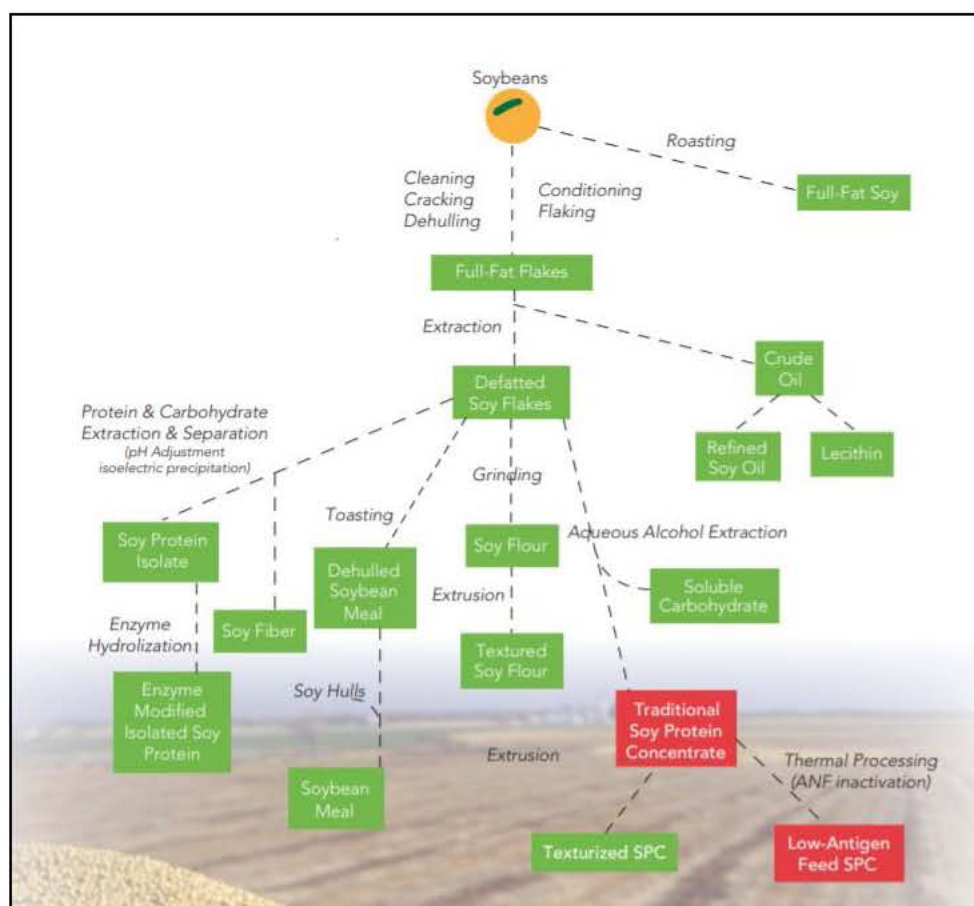 Soybeans
Roasting
Full-Fat Soy
Cleaning
Cracking
Dehulling
Conditioning
Flaking
Full-Fat Flakes
Extraction
Crude
Oil
Defatted
Soy Flakes
Refined
Soy Oil
Lecithin
Protein & Carbohydrate
Extraction & Separation
(pH Adjustment
isoelectric precipitation)
Grinding
Toasting
Aqueous Alcohol Extraction
Soy Protein
Isolate
Soy Flour
Dehulled
Soybean
Meal
Soluble
Carbohydrate
Extrusion
Enzyme
Hydrolization
Soy Fiber
Textured
Soy Flour
Soy Hulls
Enzyme
Modified
Isolated Soy
Protein
Traditional
Soy Protein
Concentrate
Extrusion
Thermal Processing
(ANF inactivation)
Soybean
Meal
Texturized SPC
Low-Antigen
Feed SPC